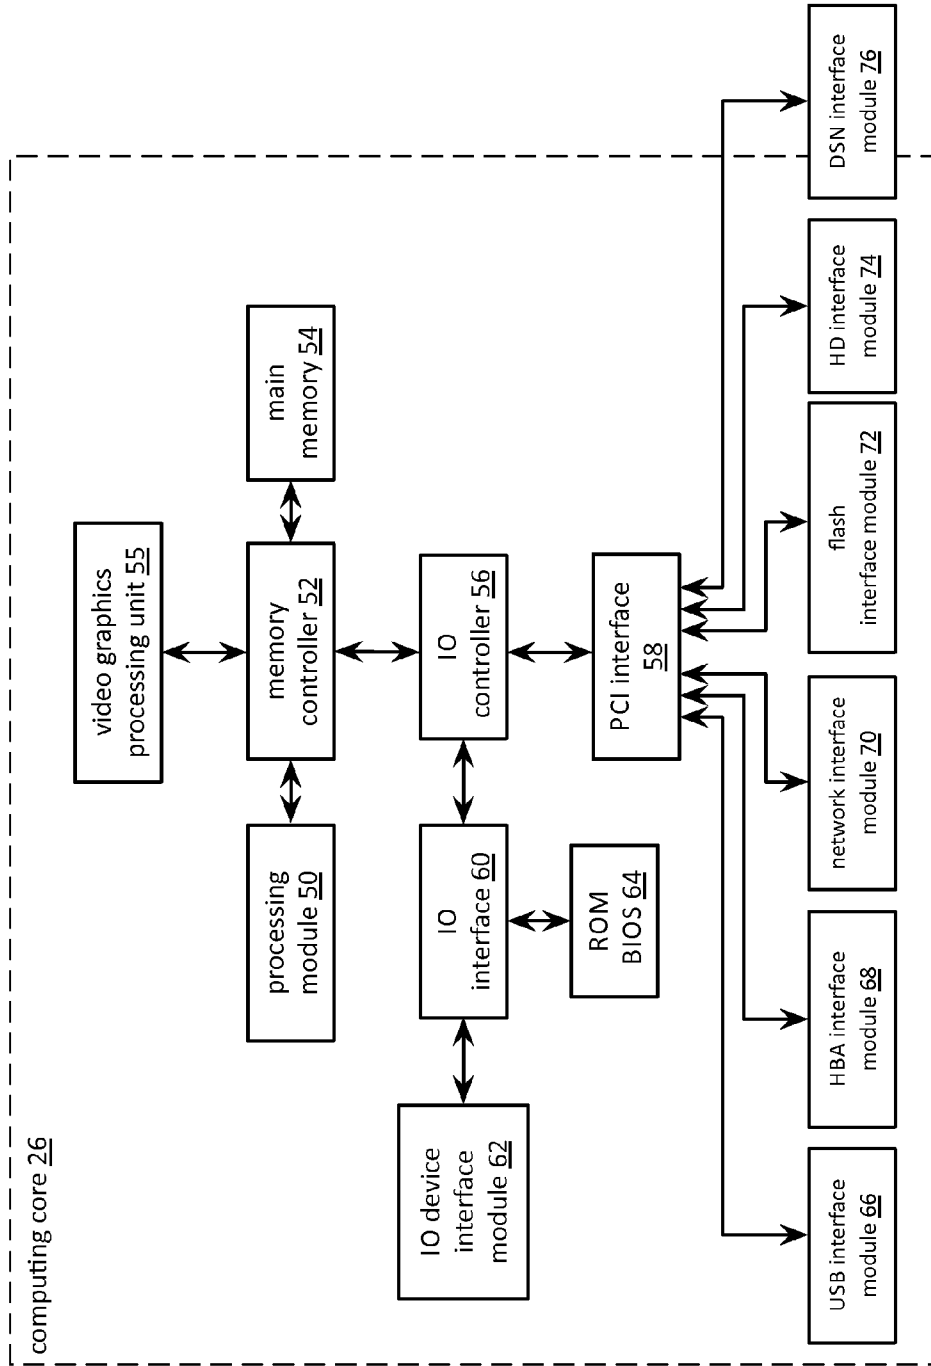 computing core 26
video graphics
processing unit 55
processing
module 50
memory
controller 52
main
memory 54
IO device
interface
module 62
IO
interface 60
IO
controller 56
ROM
BIOS 64
PCI interface
58
USB interface
module 66
HBA interface
module 68
network interface
module 70
flash
interface module 72
HD interface
module 74
DSN interface
module 76